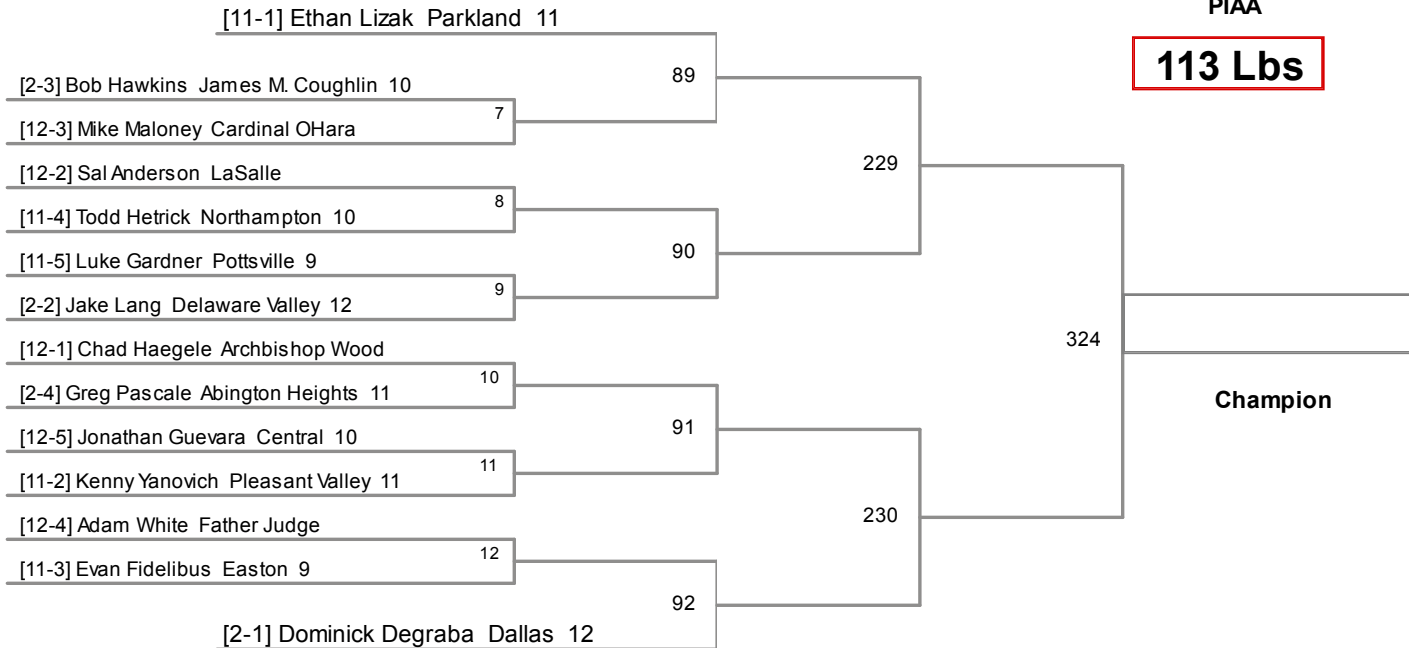 PIAA
113 Lbs
[11-1] Ethan Lizak Parkland 11
89
[2-3] Bob Hawkins James M. Coughlin 10
7
[12-3] Mike Maloney Cardinal OHara
229
[12-2] Sal Anderson LaSalle
8
[11-4] Todd Hetrick Northampton 10
90
[11-5] Luke Gardner Pottsville 9
9
[2-2] Jake Lang Delaware Valley 12
324
[12-1] Chad Haegele Archbishop Wood
10
[2-4] Greg Pascale Abington Heights 11
Champion
91
[12-5] Jonathan Guevara Central 10
11
[11-2] Kenny Yanovich Pleasant Valley 11
230
[12-4] Adam White Father Judge
12
[11-3] Evan Fidelibus Easton 9
92
[2-1] Dominick Degraba Dallas 12